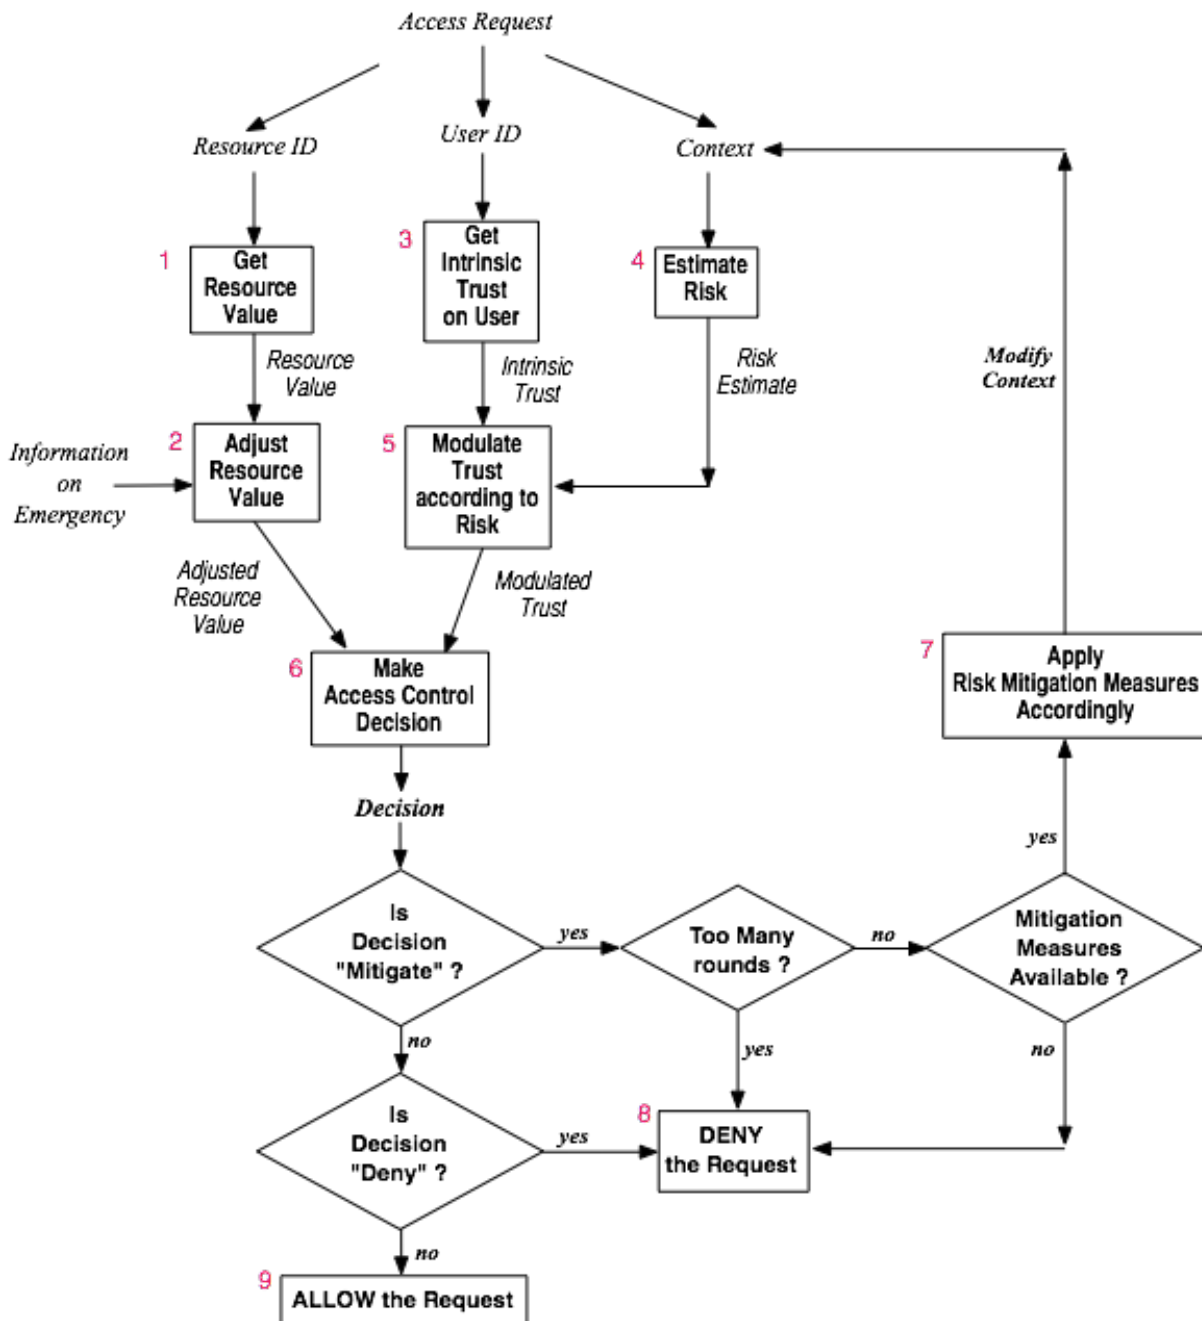 Access Request
Resource ID
User ID
Context
1
Get
Resource
Value
3
Get
Intrinsic
Trust
on User
4
Estimate
Risk
Resource
Value
Intrinsic
Trust
Risk
Estimate
Modify
Context
Information
on
Emergency
2
Adjust
Resource
Value
5
Modulate
Trust
according to
Risk
Adjusted
Resource
Value
Modulated
Trust
6
Make
Access Control
Decision
7
Apply
Risk Mitigation Measures
Accordingly
Decision
Is
Decision
"Mitigate" ?
yes
Too Many
rounds ?
no
Mitigation
Measures
Available ?
yes
no
yes
no
Is
Decision
"Deny" ?
yes
8
DENY
the Request
no
9
ALLOW the Request